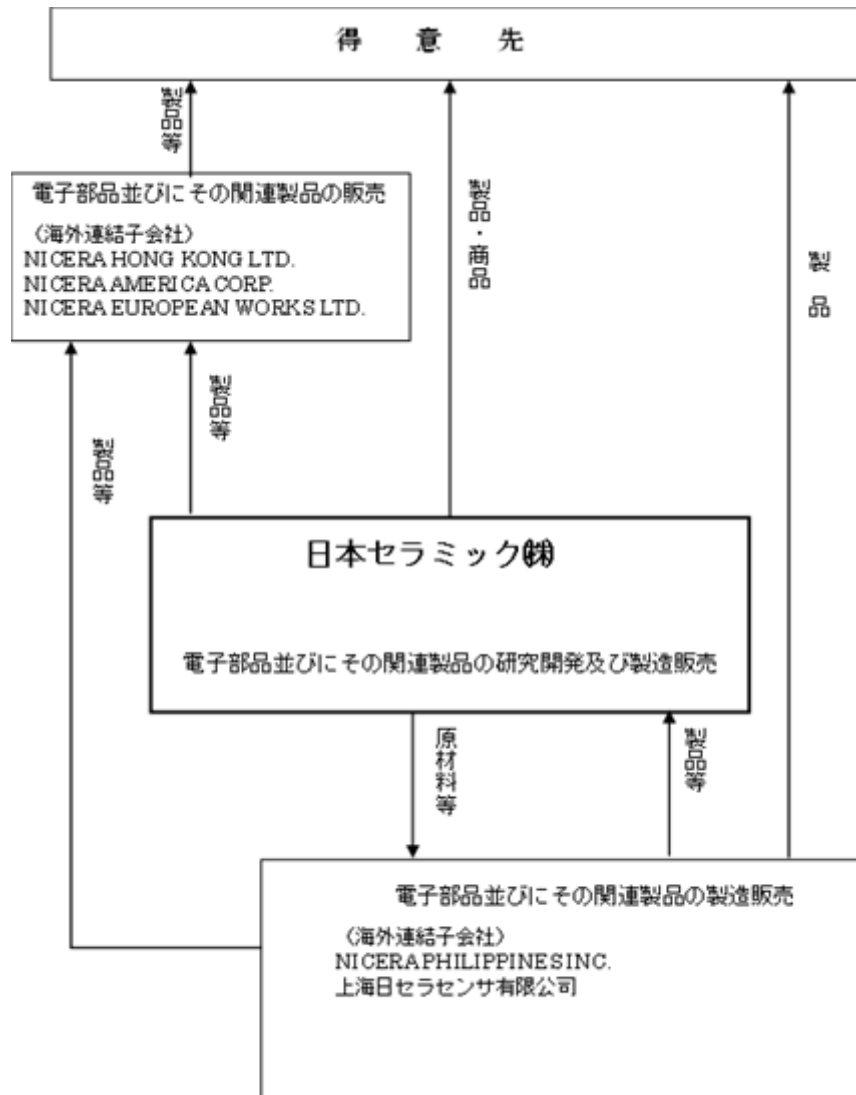 得 意 先
製品等
電子部品並びにその関連製品の販売
〈海外連結子会社〉
NICERA HONG KONG LTD.
NICERA AMERICA CORP.
NICERA EUROPEAN WORKS LTD.
製品・商品
製 品
製品等
製品等
日本セラミック㈱
電子部品並びにその関連製品の研究開発及び製造販売
原材料等
製品等
電子部品並びにその関連製品の製造販売
〈海外連結子会社〉
NICERA PHILIPPINES INC.
上海日セラセンサ有限公司